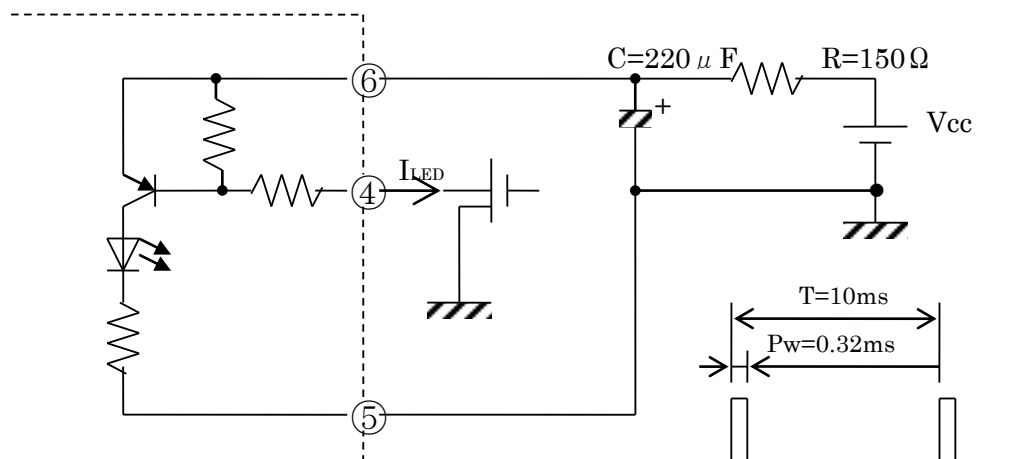 C=220μF R=150Ω
⑥
+
Vcc
④ ILED
T=10ms
Pw=0.32ms
⑤